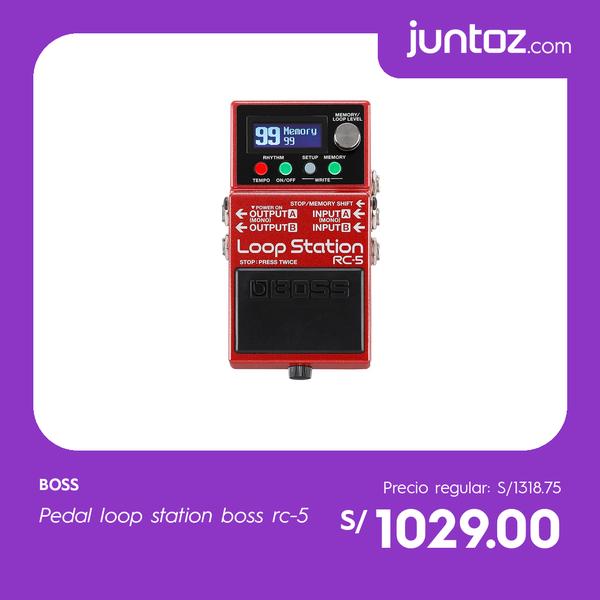 juntoz.com
MEMORY/
LOOP LEVEL
99 Memory
99
RHYTHM SETUP MEMORY
TEMPO ON/OFF WRITE
STOP/MEMORY SHIFT
▼POWER ON
OUTPUT A INPUT A
(MONO) (MONO)
OUTPUT B INPUT B
Loop Station
STOP: PRESS TWICE RC-5
BOSS
BOSS
Precio regular: S/1318.75
Pedal loop station boss rc-5
S/ 1029.00